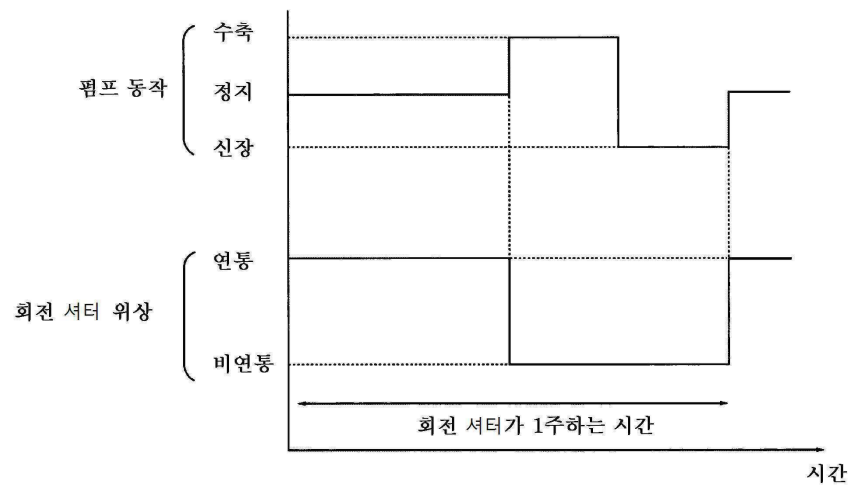 수축
펌프 동작
정지
신장
연통
회전 셔터 위상
비연통
회전 셔터가 1주하는 시간
시간